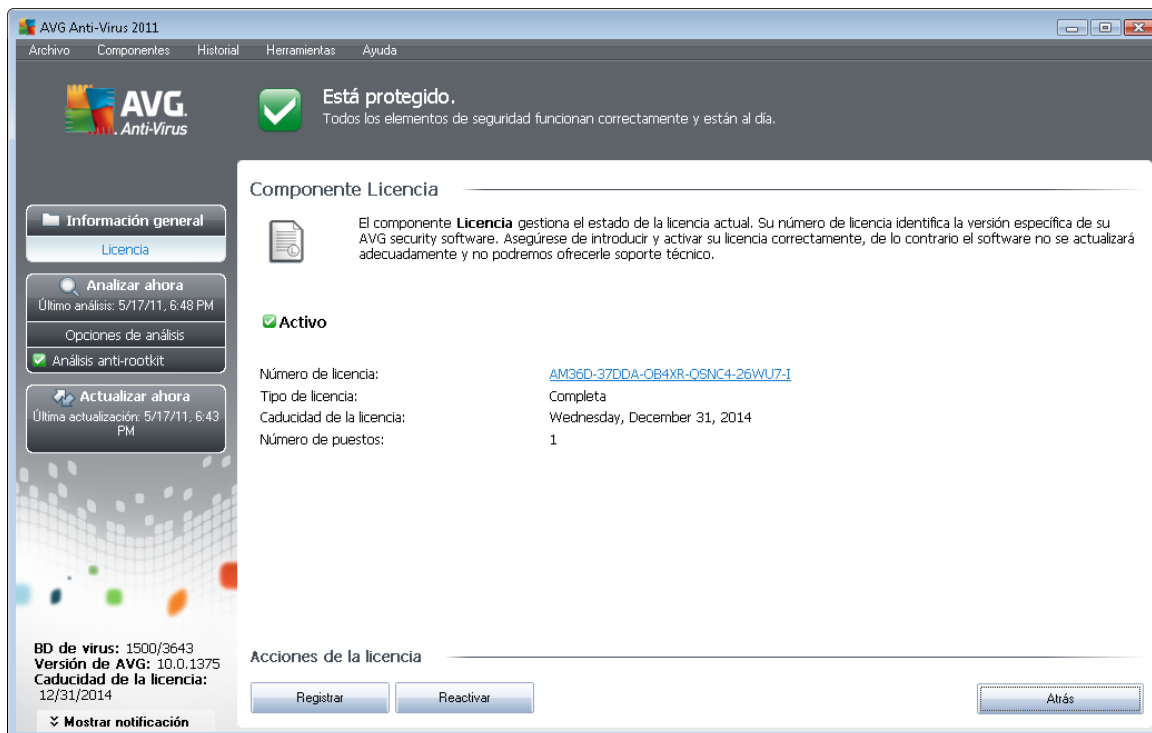 AVG Anti-Virus 2011
Archivo Componentes Historial Herramientas Ayuda
AVG.
Anti-Virus
Está protegido.
Todos los elementos de seguridad funcionan correctamente y están al día.
Información general
Licencia
Analizar ahora
Último análisis: 5/17/11, 6:48 PM
Opciones de análisis
Análisis anti-rootkit
Actualizar ahora
Última actualización: 5/17/11, 6:43
PM
BD de virus: 1500/3643
Versión de AVG: 10.0.1375
Caducidad de la licencia:
12/31/2014
Mostrar notificación
Componente Licencia
El componente Licencia gestiona el estado de la licencia actual. Su número de licencia identifica la versión específica de su
AVG security software. Asegúrese de introducir y activar su licencia correctamente, de lo contrario el software no se actualizará
adecuadamente y no podremos ofrecerle soporte técnico.
Activo
Número de licencia: AM36D-37DDA-OB4XR-QSNC4-26WU7-I
Tipo de licencia: Completa
Caducidad de la licencia: Wednesday, December 31, 2014
Número de puestos: 1
Acciones de la licencia
Registrar Reactivar Atrás